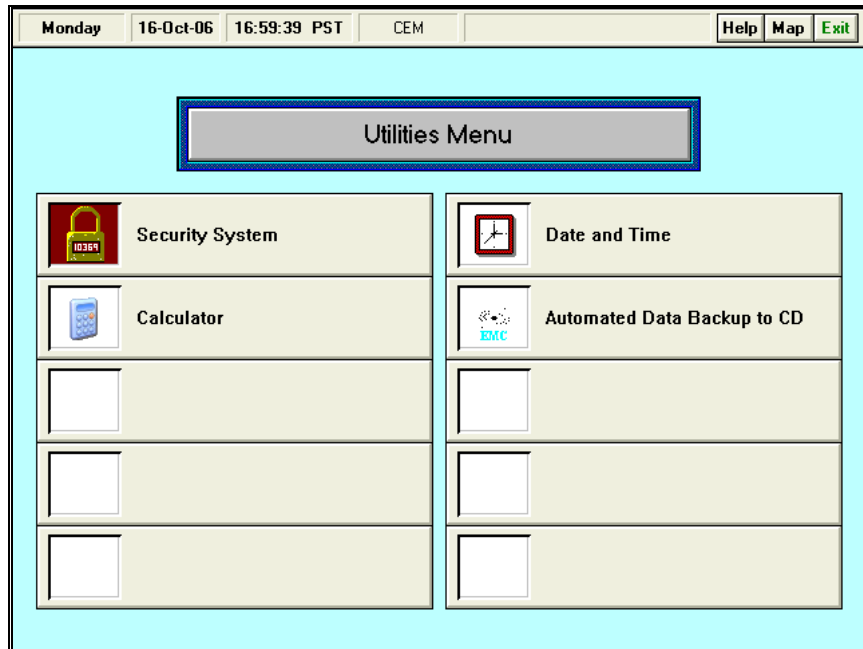 Monday 16-Oct-06 16:59:39 PST CEM Help Map Exit
Utilities Menu
10369 Security System
Date and Time
Calculator
EMC Automated Data Backup to CD